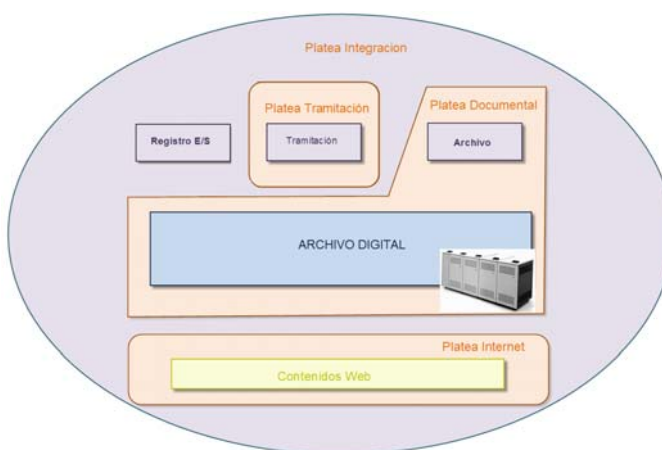 Platea Integracion
Platea Tramitación
Platea Documental
Registro E/S
Tramitación
Archivo
ARCHIVO DIGITAL
Platea Internet
Contenidos Web